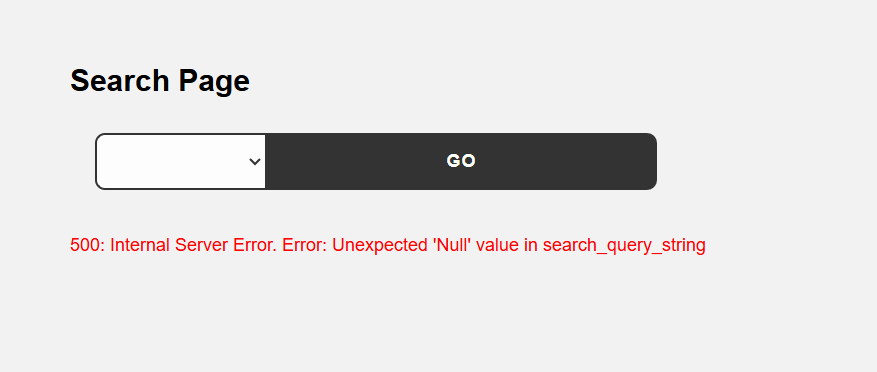 Search Page
GO
500: Internal Server Error. Error: Unexpected 'Null' value in search_query_string